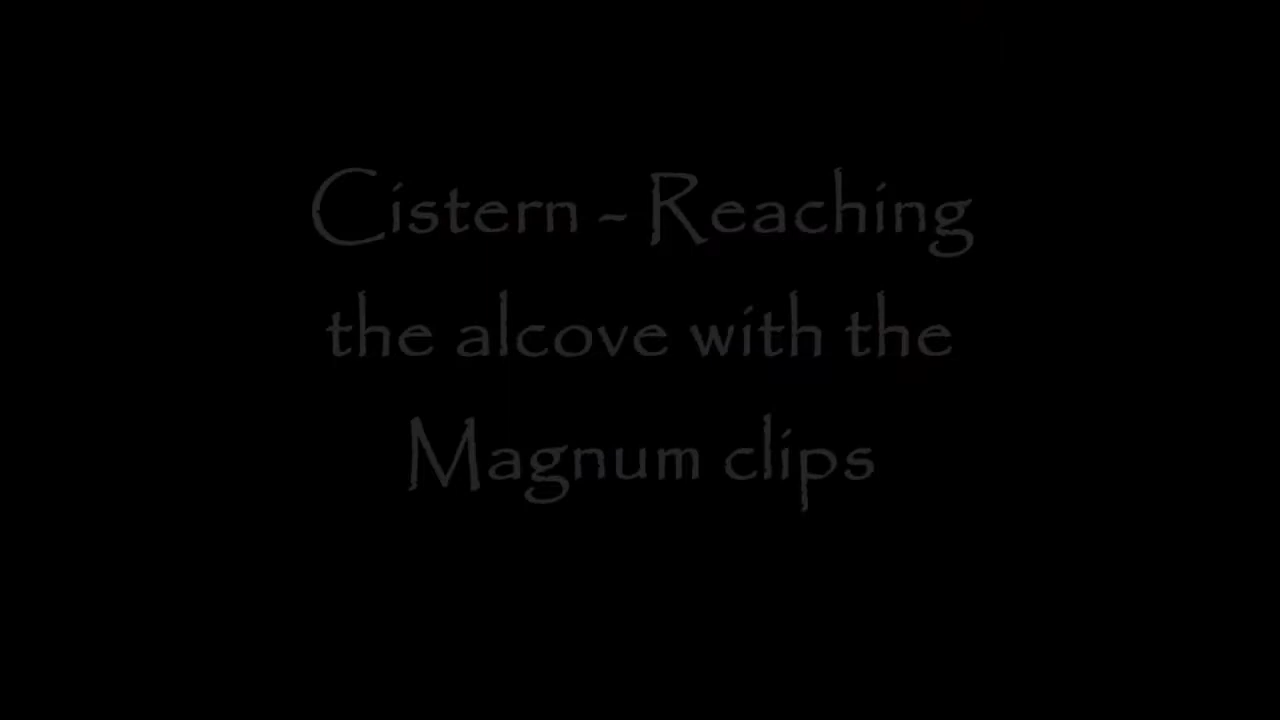 Cistern - Reaching
the alcove with the
Magnum clips